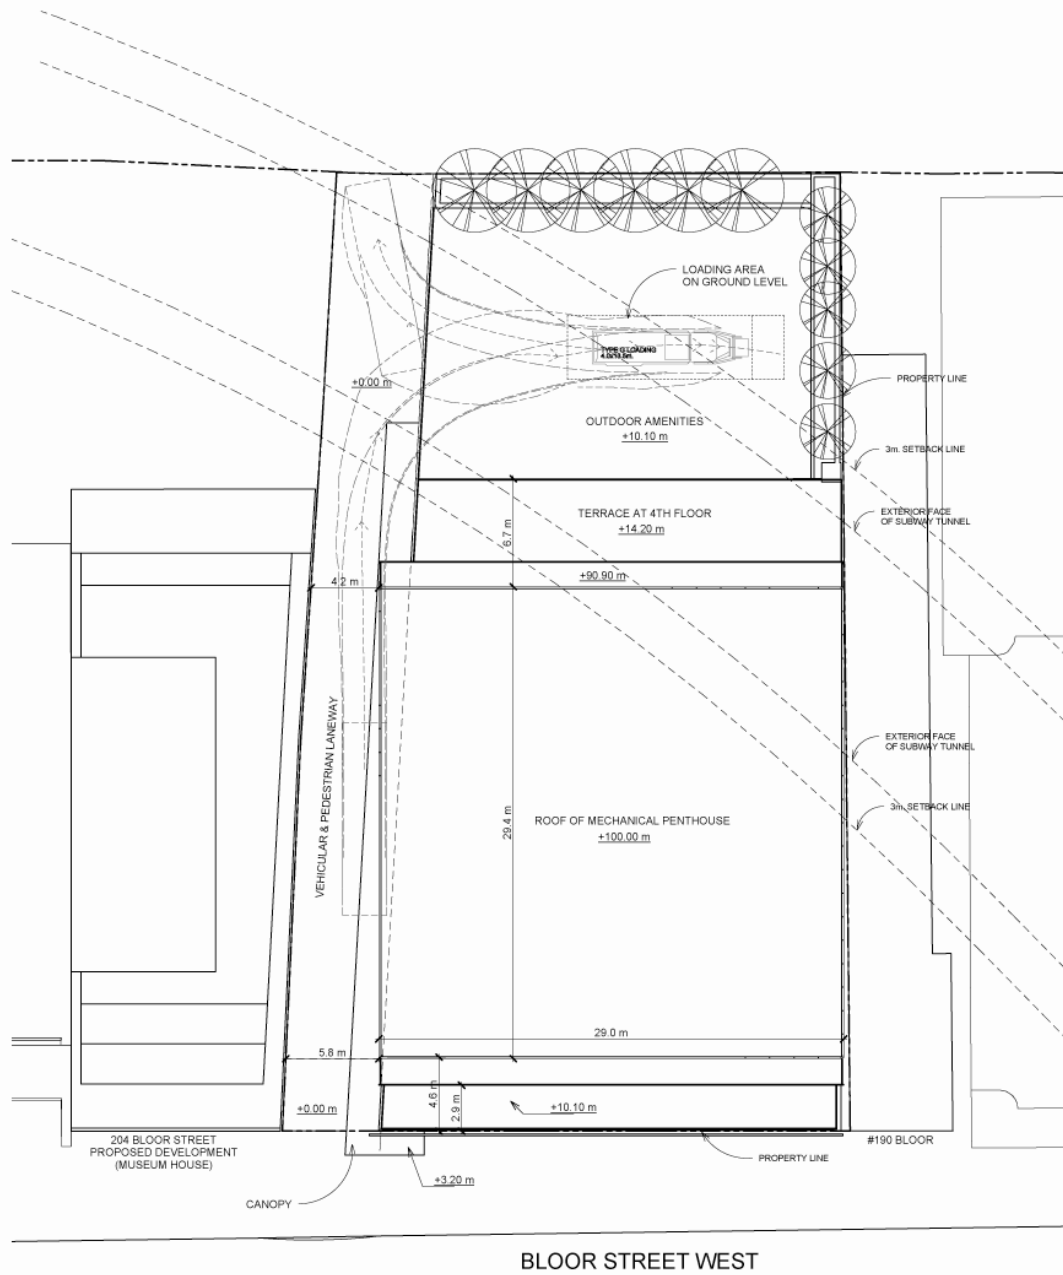 LOADING AREA
ON GROUND LEVEL
TYPE G LOADING
+0.00 m
PROPERTY LINE
OUTDOOR AMENITIES
+10.10 m
3m. SETBACK LINE
TERRACE AT 4TH FLOOR
+14.20 m
EXTERIOR FACE
OF SUBWAY TUNNEL
6.7 m
+90.90 m
4.2 m
VEHICULAR & PEDESTRIAN LANEWAY
EXTERIOR FACE
OF SUBWAY TUNNEL
3m. SETBACK LINE
29.4 m
ROOF OF MECHANICAL PENTHOUSE
+100.00 m
29.0 m
5.8 m
4.6 m
2.9 m
+0.00 m
+10.10 m
204 BLOOR STREET
PROPOSED DEVELOPMENT
(MUSEUM HOUSE)
#190 BLOOR
PROPERTY LINE
+3.20 m
CANOPY
BLOOR STREET WEST